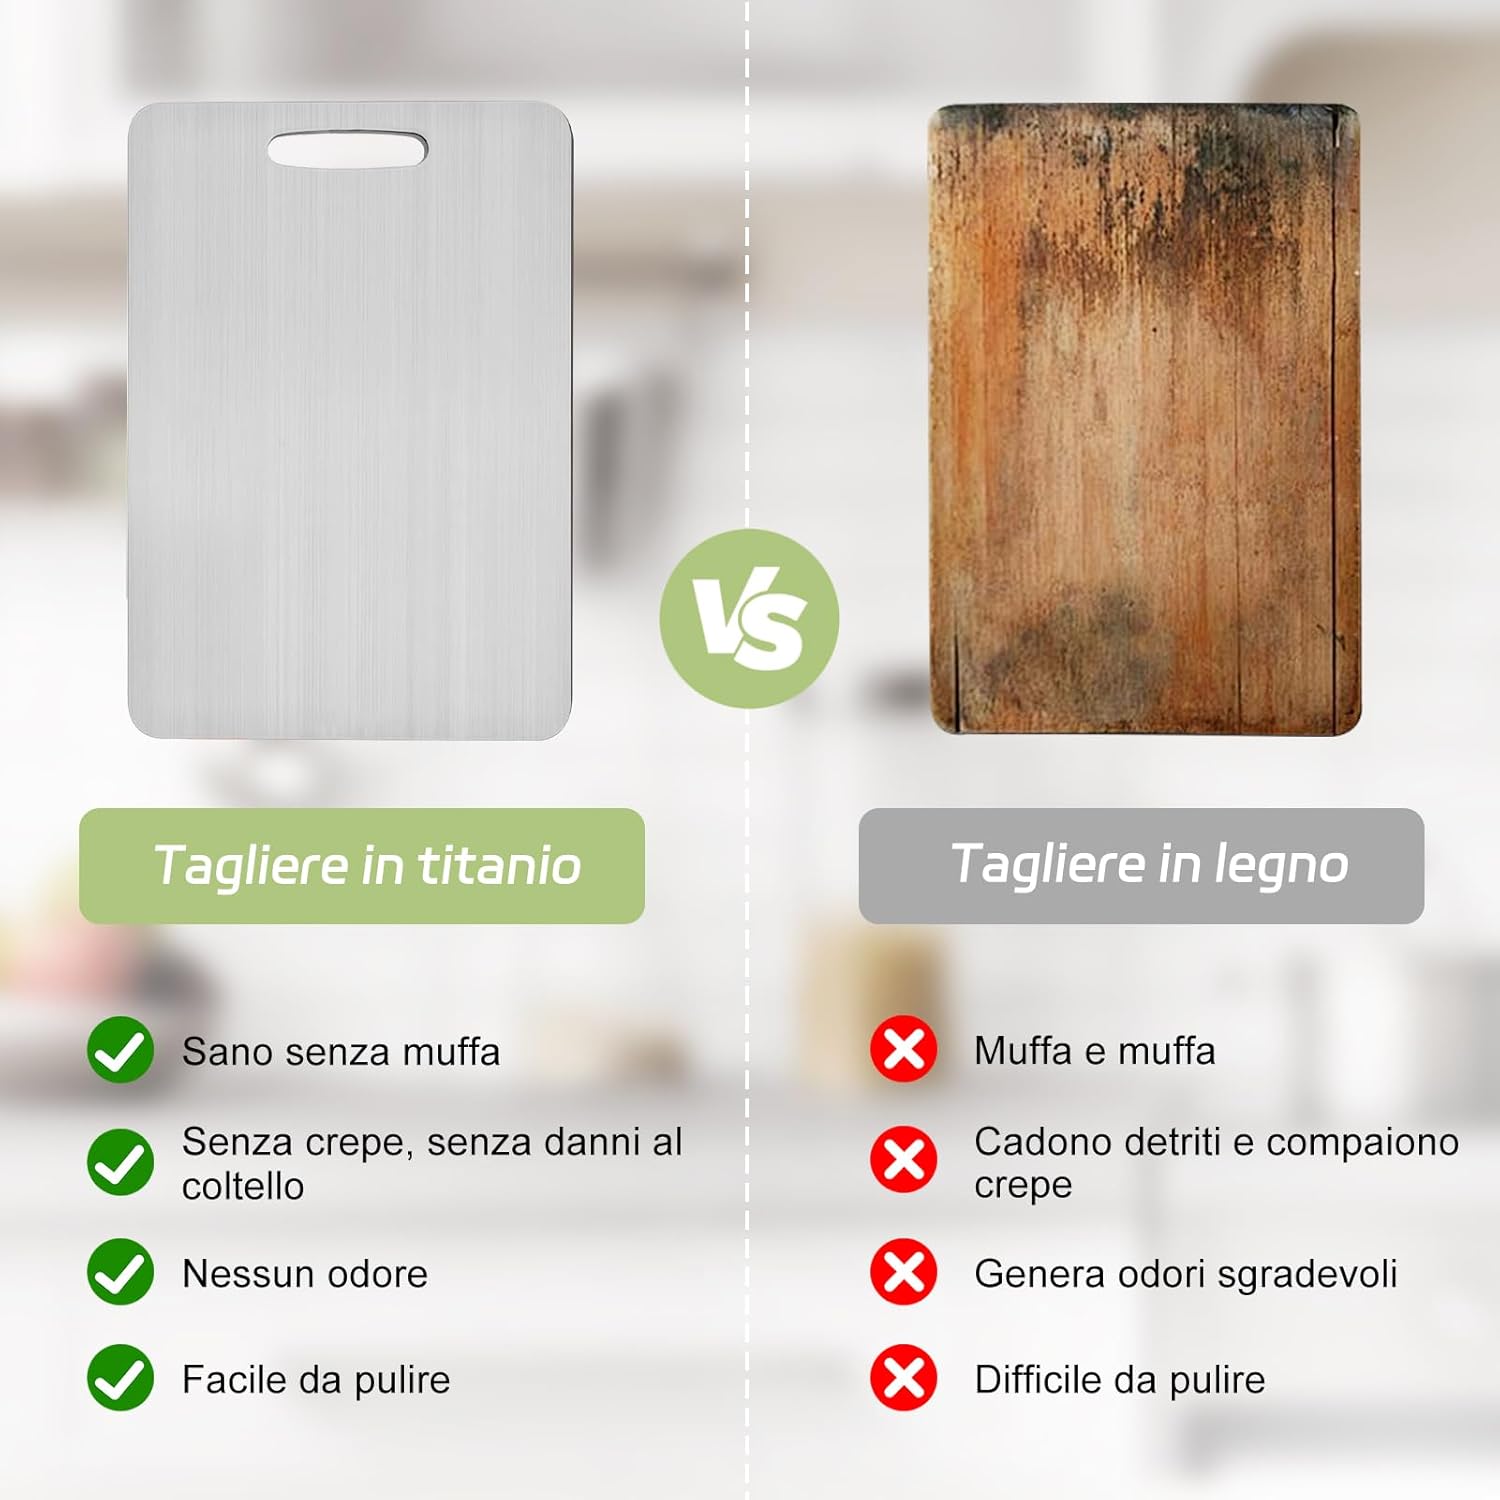 VS
Tagliere in titanio
Tagliere in legno
Sano senza muffa
Senza crepe, senza danni al
coltello
Nessun odore
Facile da pulire
Muffa e muffa
Cadono detriti e compaiono
crepe
Genera odori sgradevoli
Difficile da pulire